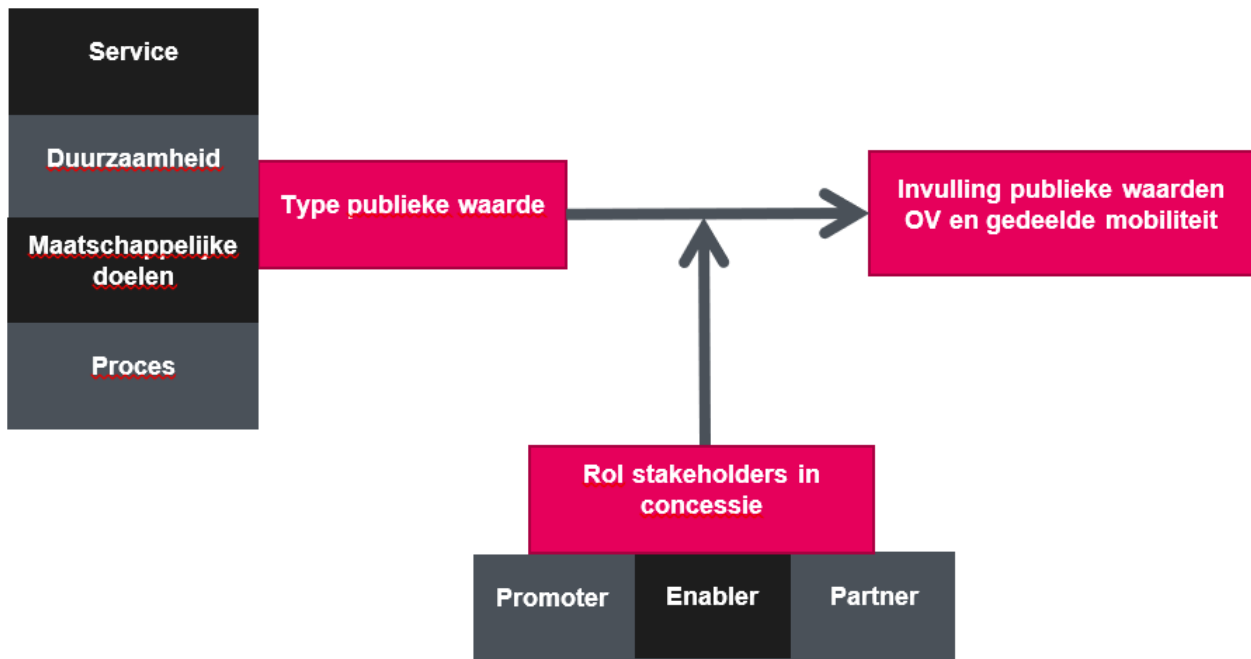 Service
Duurzaamheid
Maatschappelijke
doelen
Proces
Type publieke waarde
Invulling publieke waarden
OV en gedeelde mobiliteit
Rol stakeholders in
concessie
Promoter
Enabler
Partner